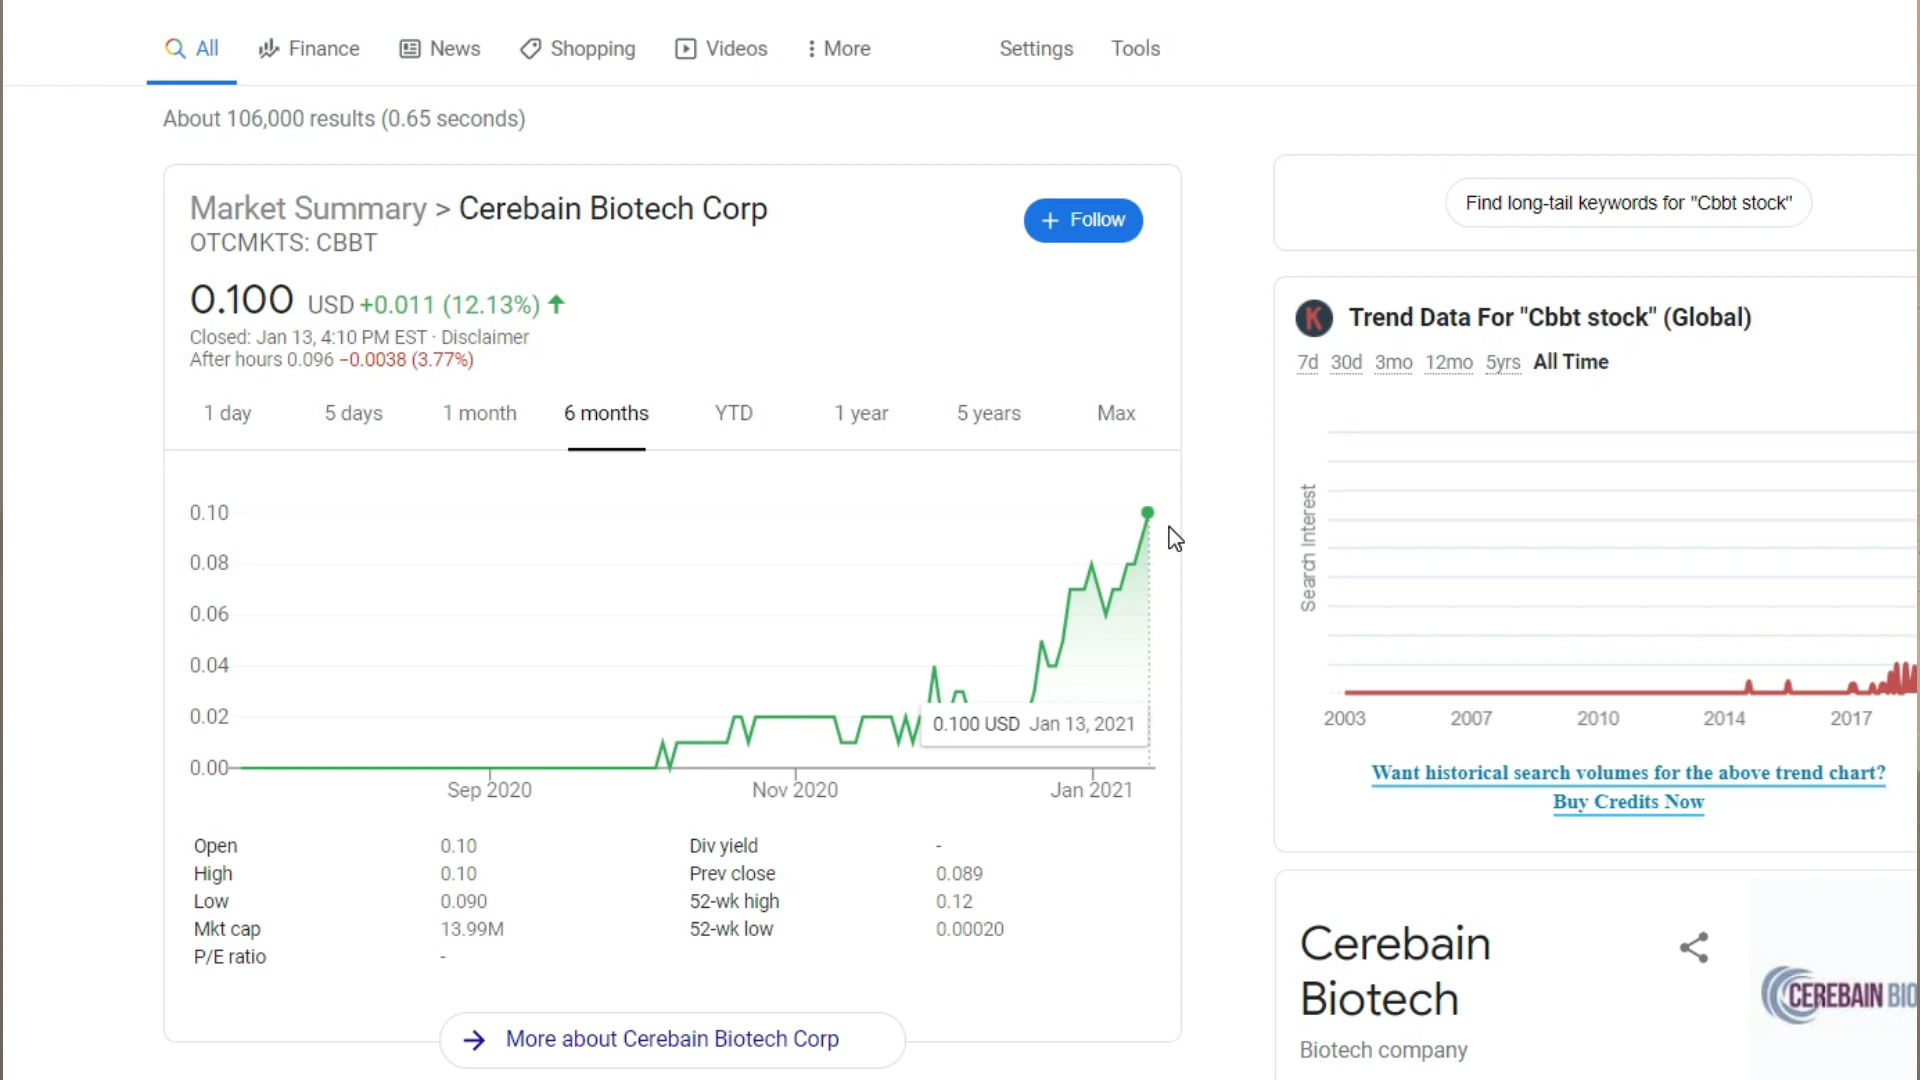 All Finance News Shopping Videos More Settings Tools
About 106,000 results (0.65 seconds)
Market Summary > Cerebain Biotech Corp
OTCMKTS: CBBT
Follow
0.100 USD +0.011 (12.13%)
Closed: Jan 13, 4:10 PM EST · Disclaimer
After hours 0.096 −0.0038 (3.77%)
1 day 5 days 1 month 6 months YTD 1 year 5 years Max
0.10
0.08
0.06
0.04
0.02
0.00
0.100 USD Jan 13, 2021
Sep 2020 Nov 2020 Jan 2021
Open 0.10 Div yield -
High 0.10 Prev close 0.089
Low 0.090 52-wk high 0.12
Mkt cap 13.99M 52-wk low 0.00020
P/E ratio -
More about Cerebain Biotech Corp
Find long-tail keywords for "Cbbt stock"
K
Trend Data For "Cbbt stock" (Global)
7d 30d 3mo 12mo 5yrs All Time
Search Interest
2003 2007 2010 2014 2017
Want historical search volumes for the above trend chart?
Buy Credits Now
Cerebain
Biotech
Biotech company
CEREBAIN BIO